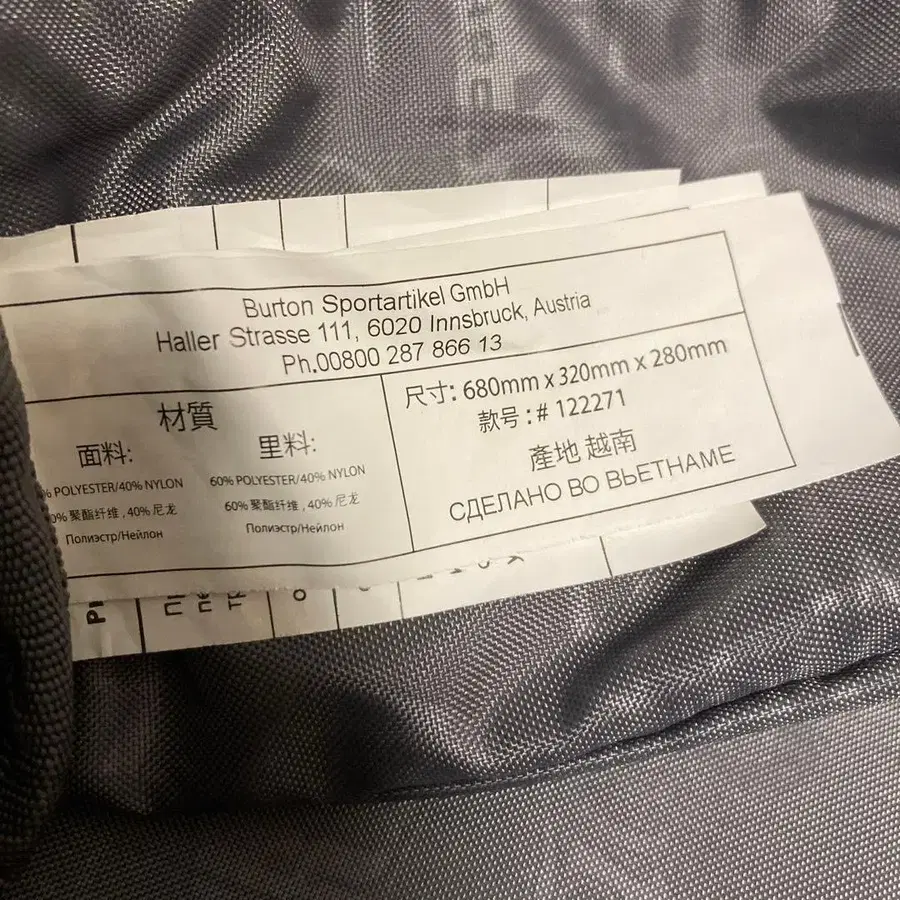 Burton Sportartikel GmbH
Haller Strasse 111, 6020 Innsbruck, Austria
Ph.00800 287 866 13
材質
面料:
% POLYESTER/40% NYLON
0% 聚酯纤维 , 40% 尼龙
Полиэстр/Нейлон
里料:
60% POLYESTER/40% NYLON
60% 聚酯纤维 , 40% 尼龙
Полиэстр/Нейлон
尺寸: 680mm x 320mm x 280mm
款号 : # 122271
產地 越南
СДЕЛАНО ВО ВЬЕТНАМЕ